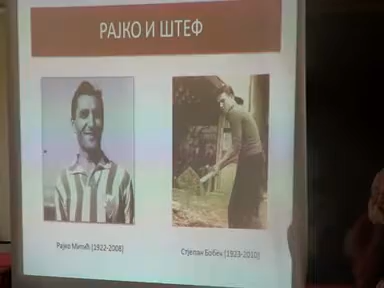 РАЈКО И ШТЕФ
Рајко Митић (1922-2008)
Стјепан Бобек (1923-2010)